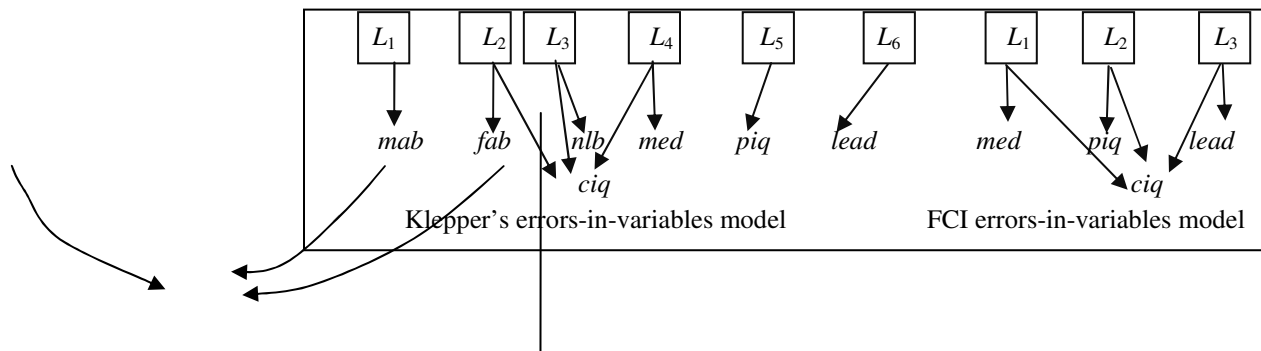 L1 L2 L3 L4 L5 L6 L1 L2 L3
mab fab nlb med piq lead med piq lead
ciq ciq
Klepper's errors-in-variables model FCI errors-in-variables model